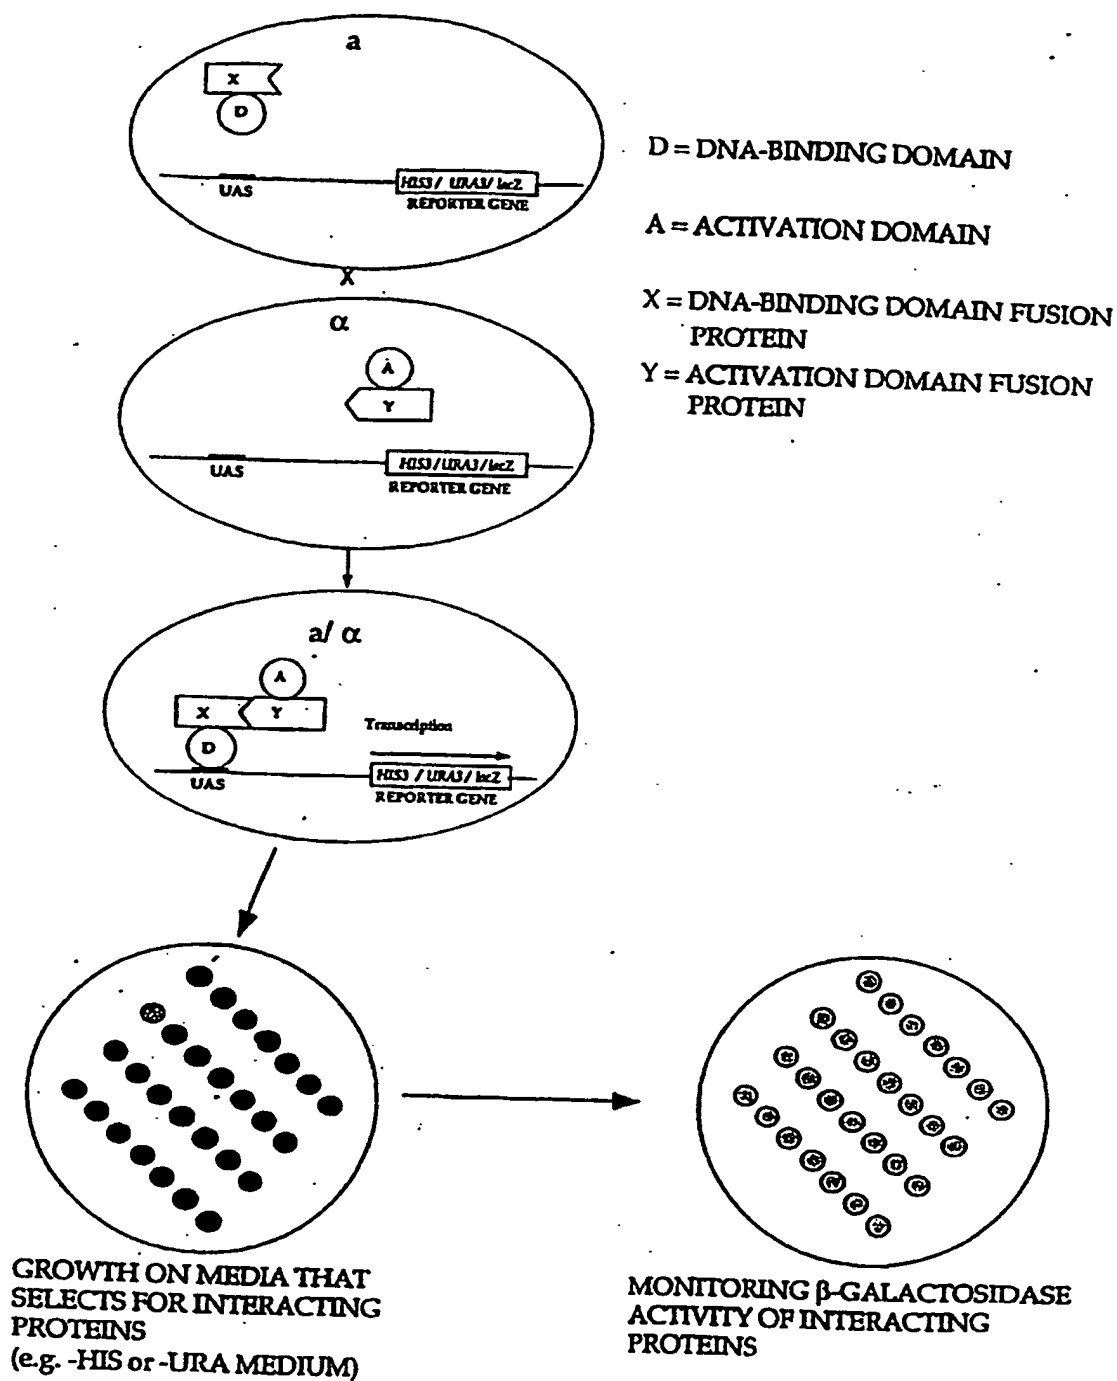 a
X
D
HIS3 / URA3/ lacZ
UAS
REPORTER GENE
D = DNA-BINDING DOMAIN
A = ACTIVATION DOMAIN
X = DNA-BINDING DOMAIN FUSION
PROTEIN
Y = ACTIVATION DOMAIN FUSION
PROTEIN
X
α
A
Y
HIS3/URA3/lacZ
UAS
REPORTER GENE
a/ α
A
X
Y
Transcription
D
HIS3 / URA3/ lacZ
UAS
REPORTER GENE
GROWTH ON MEDIA THAT
SELECTS FOR INTERACTING
PROTEINS
(e.g. -HIS or -URA MEDIUM)
MONITORING β-GALACTOSIDASE
ACTIVITY OF INTERACTING
PROTEINS